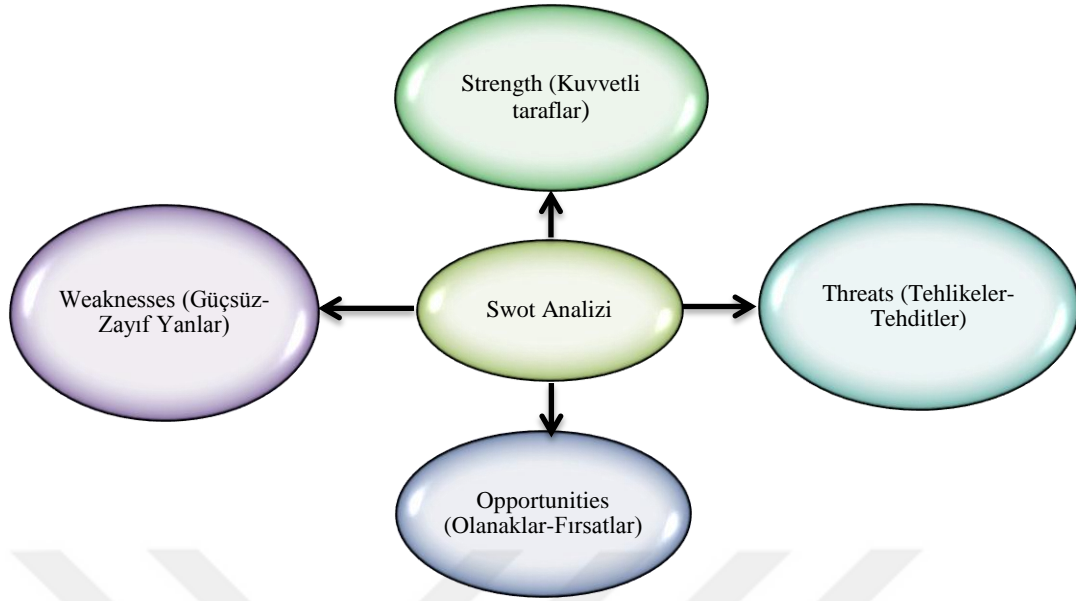 Strength (Kuvvetli
taraflar)
Weaknesses (Güçsüz-
Zayıf Yanlar)
Swot Analizi
Threats (Tehlikeler-
Tehditler)
Opportunities
(Olanaklar-Fırsatlar)